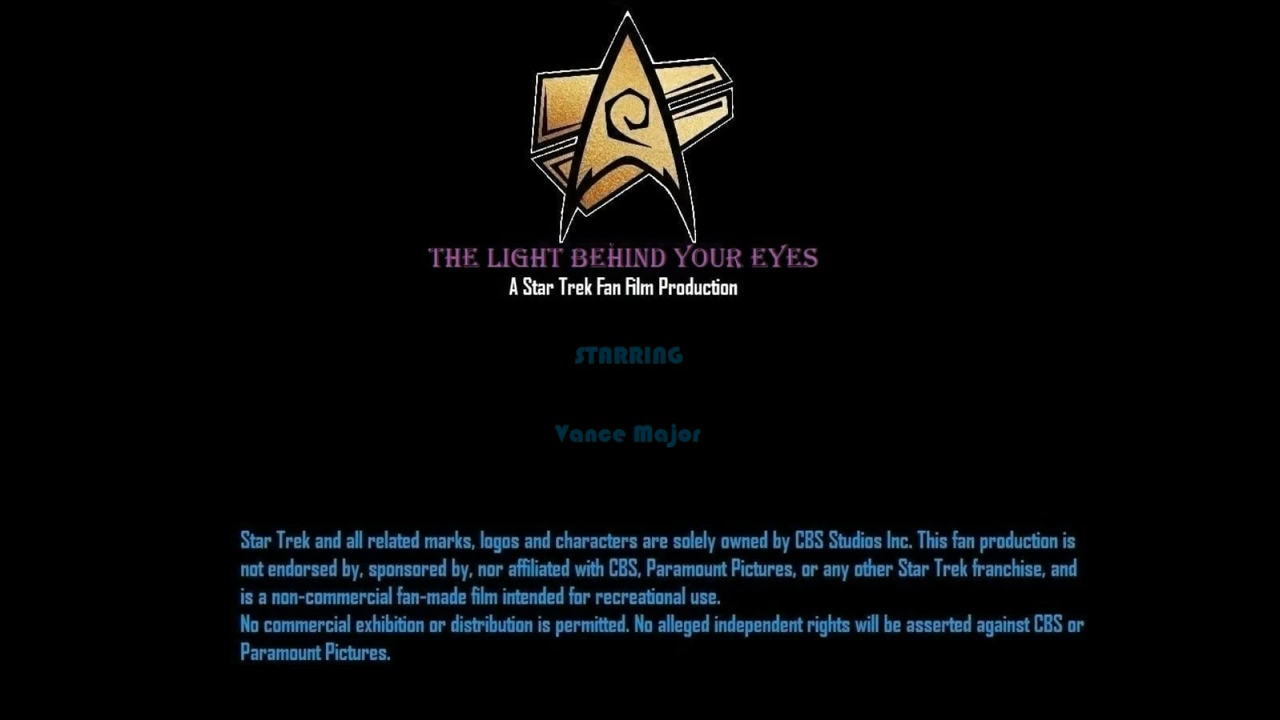 THE LIGHT BEHIND YOUR EYES
A Star Trek Fan Film Production
STARRING
Vance Major
Star Trek and all related marks, logos and characters are solely owned by CBS Studios Inc. This fan production is
not endorsed by, sponsored by, nor affiliated with CBS, Paramount Pictures, or any other Star Trek franchise, and
is a non-commercial fan-made film intended for recreational use.
No commercial exhibition or distribution is permitted. No alleged independent rights will be asserted against CBS or
Paramount Pictures.